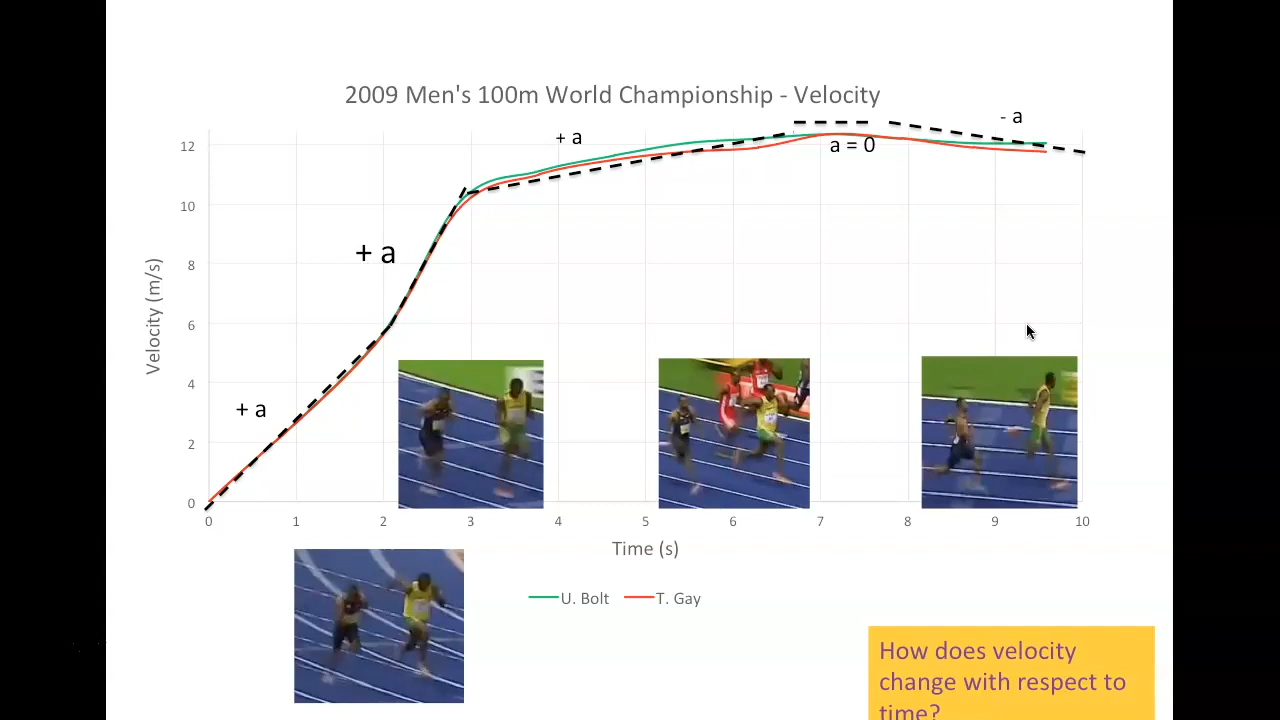 2009 Men's 100m World Championship - Velocity
- a
+ a
a = 0
+ a
+ a
Velocity (m/s)
12
10
8
6
4
2
0
0 1 2 3 4 5 6 7 8 9 10
Time (s)
U. Bolt T. Gay
How does velocity
change with respect to
time?